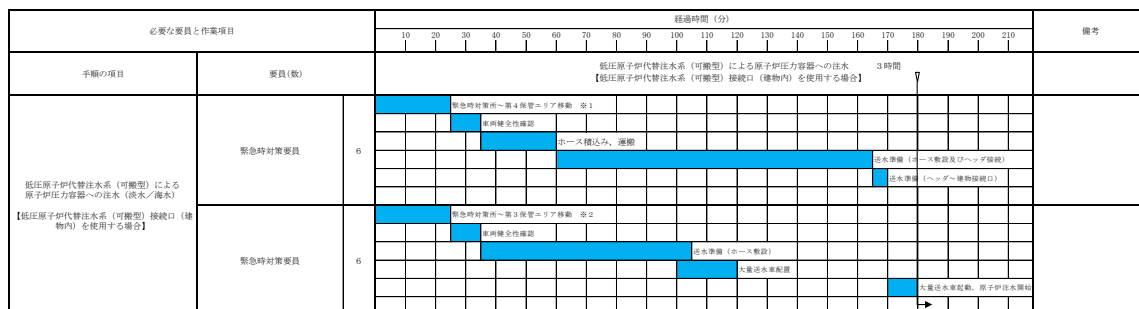 必要な要員と作業項目
経過時間（分）
備考
10 20 30 40 50 60 70 80 90 100 110 120 130 140 150 160 170 180 190 200 210
手順の項目
要員(数)
低圧原子炉代替注水系（可搬型）による原子炉圧力容器への注水　３時間
【低圧原子炉代替注水系（可搬型）接続口（建物内）を使用する場合】
低圧原子炉代替注水系（可搬型）による
原子炉圧力容器への注水（淡水／海水）
【低圧原子炉代替注水系（可搬型）接続口（建
物内）を使用する場合】
緊急時対策要員
6
緊急時対策所～第４保管エリア移動　※１
車両健全性確認
ホース積込み、運搬
送水準備（ホース敷設及びヘッダ接続）
送水準備（ヘッダ～建物接続口）
緊急時対策要員
6
緊急時対策所～第３保管エリア移動　※２
車両健全性確認
送水準備（ホース敷設）
大量送水車配置
大量送水車起動、原子炉注水開始